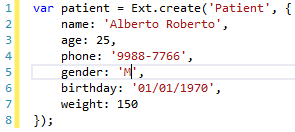 1 var patient = Ext.create('Patient', {
2 name: 'Alberto Roberto',
3 age: 25,
4 phone: '9988-7766',
5 gender: 'M',
6 birthday: '01/01/1970',
7 weight: 150
8 });